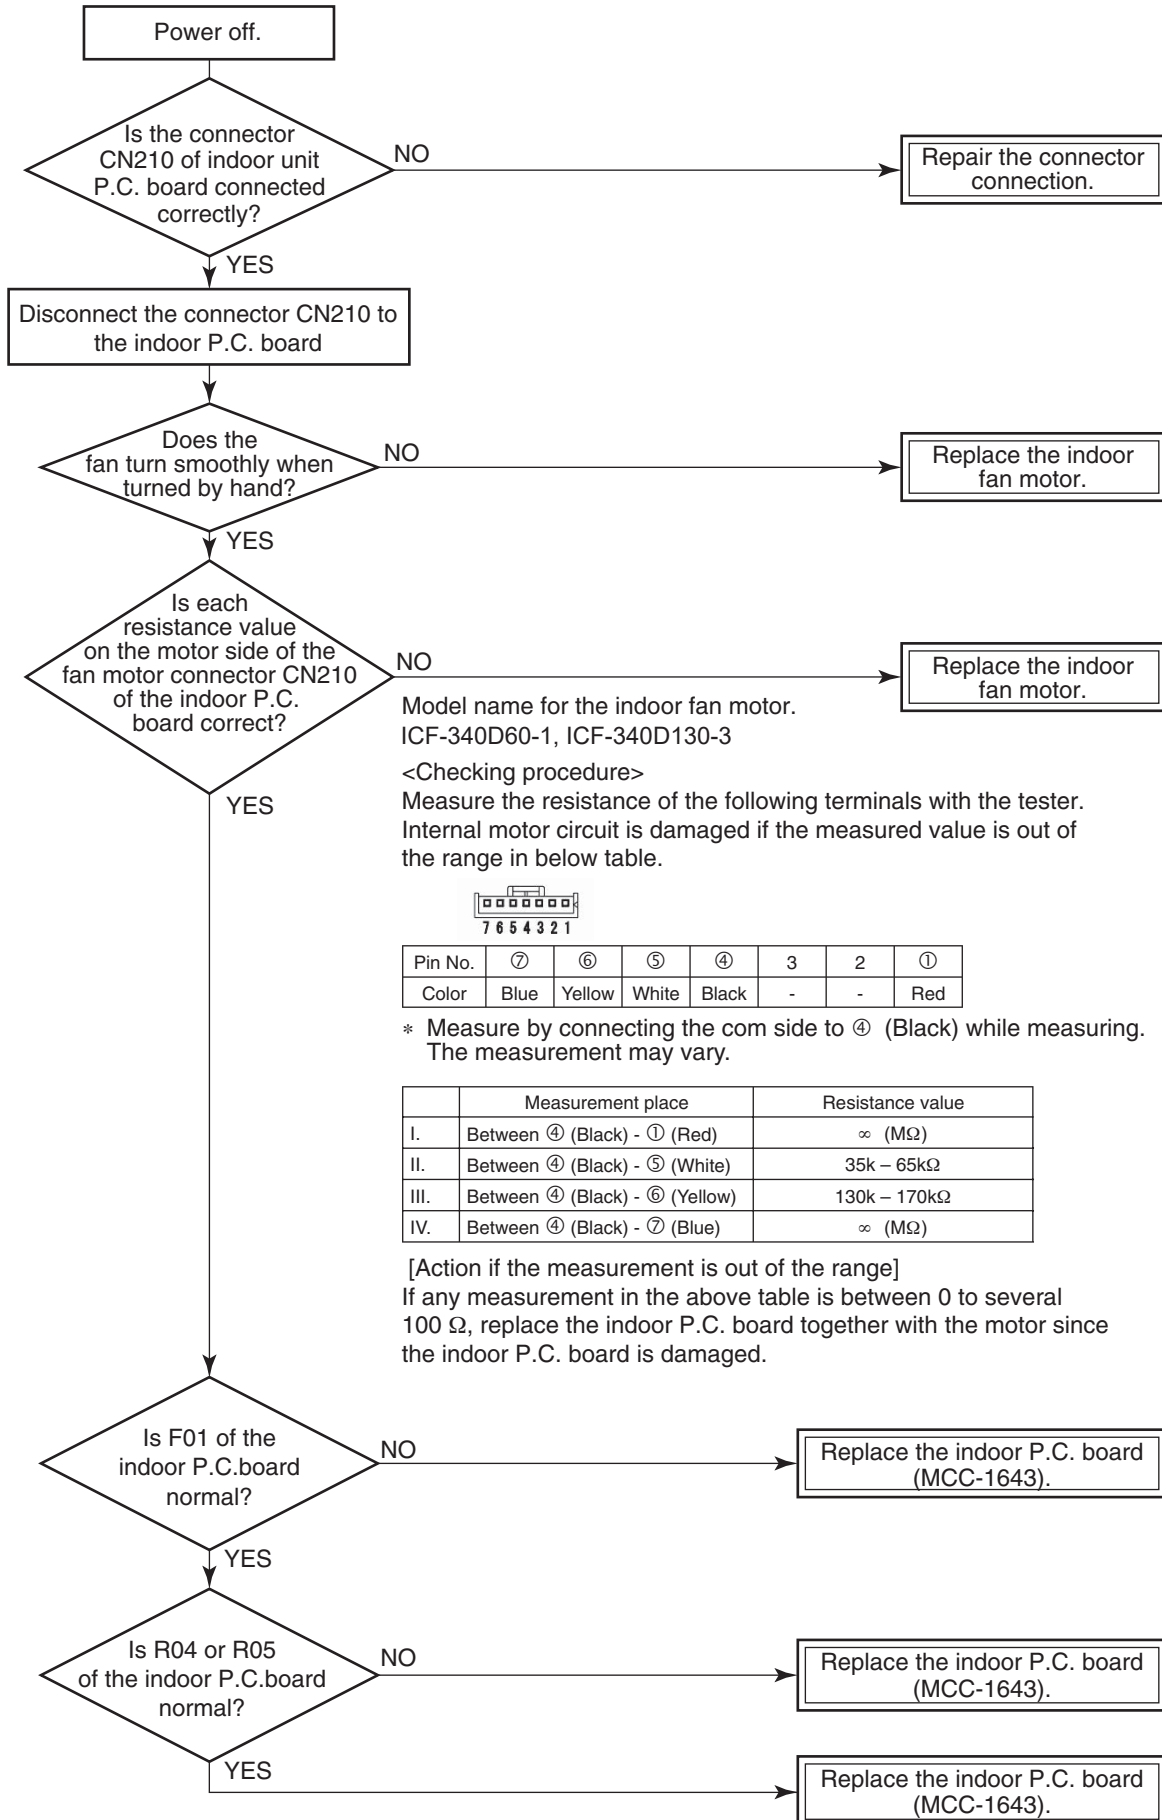 Power off.
Is the connector
CN210 of indoor unit
P.C. board connected
correctly?
NO
Repair the connector
connection.
YES
Disconnect the connector CN210 to
the indoor P.C. board
Does the
fan turn smoothly when
turned by hand?
NO
Replace the indoor
fan motor.
YES
Is each
resistance value
on the motor side of the
fan motor connector CN210
of the indoor P.C.
board correct?
NO
Replace the indoor
fan motor.
YES
Model name for the indoor fan motor.
ICF-340D60-1, ICF-340D130-3
<Checking procedure>
Measure the resistance of the following terminals with the tester.
Internal motor circuit is damaged if the measured value is out of
the range in below table.
7 6 5 4 3 2 1
Pin No. ⑦ ⑥ ⑤ ④ 3 2 ①
Color Blue Yellow White Black - - Red
* Measure by connecting the com side to ④ (Black) while measuring.
The measurement may vary.
Measurement place Resistance value
I. Between ④ (Black) - ① (Red) ∞ (MΩ)
II. Between ④ (Black) - ⑤ (White) 35k – 65kΩ
III. Between ④ (Black) - ⑥ (Yellow) 130k – 170kΩ
IV. Between ④ (Black) - ⑦ (Blue) ∞ (MΩ)
[Action if the measurement is out of the range]
If any measurement in the above table is between 0 to several
100 Ω, replace the indoor P.C. board together with the motor since
the indoor P.C. board is damaged.
Is F01 of the
indoor P.C.board
normal?
NO
Replace the indoor P.C. board
(MCC-1643).
YES
Is R04 or R05
of the indoor P.C.board
normal?
NO
Replace the indoor P.C. board
(MCC-1643).
YES
Replace the indoor P.C. board
(MCC-1643).